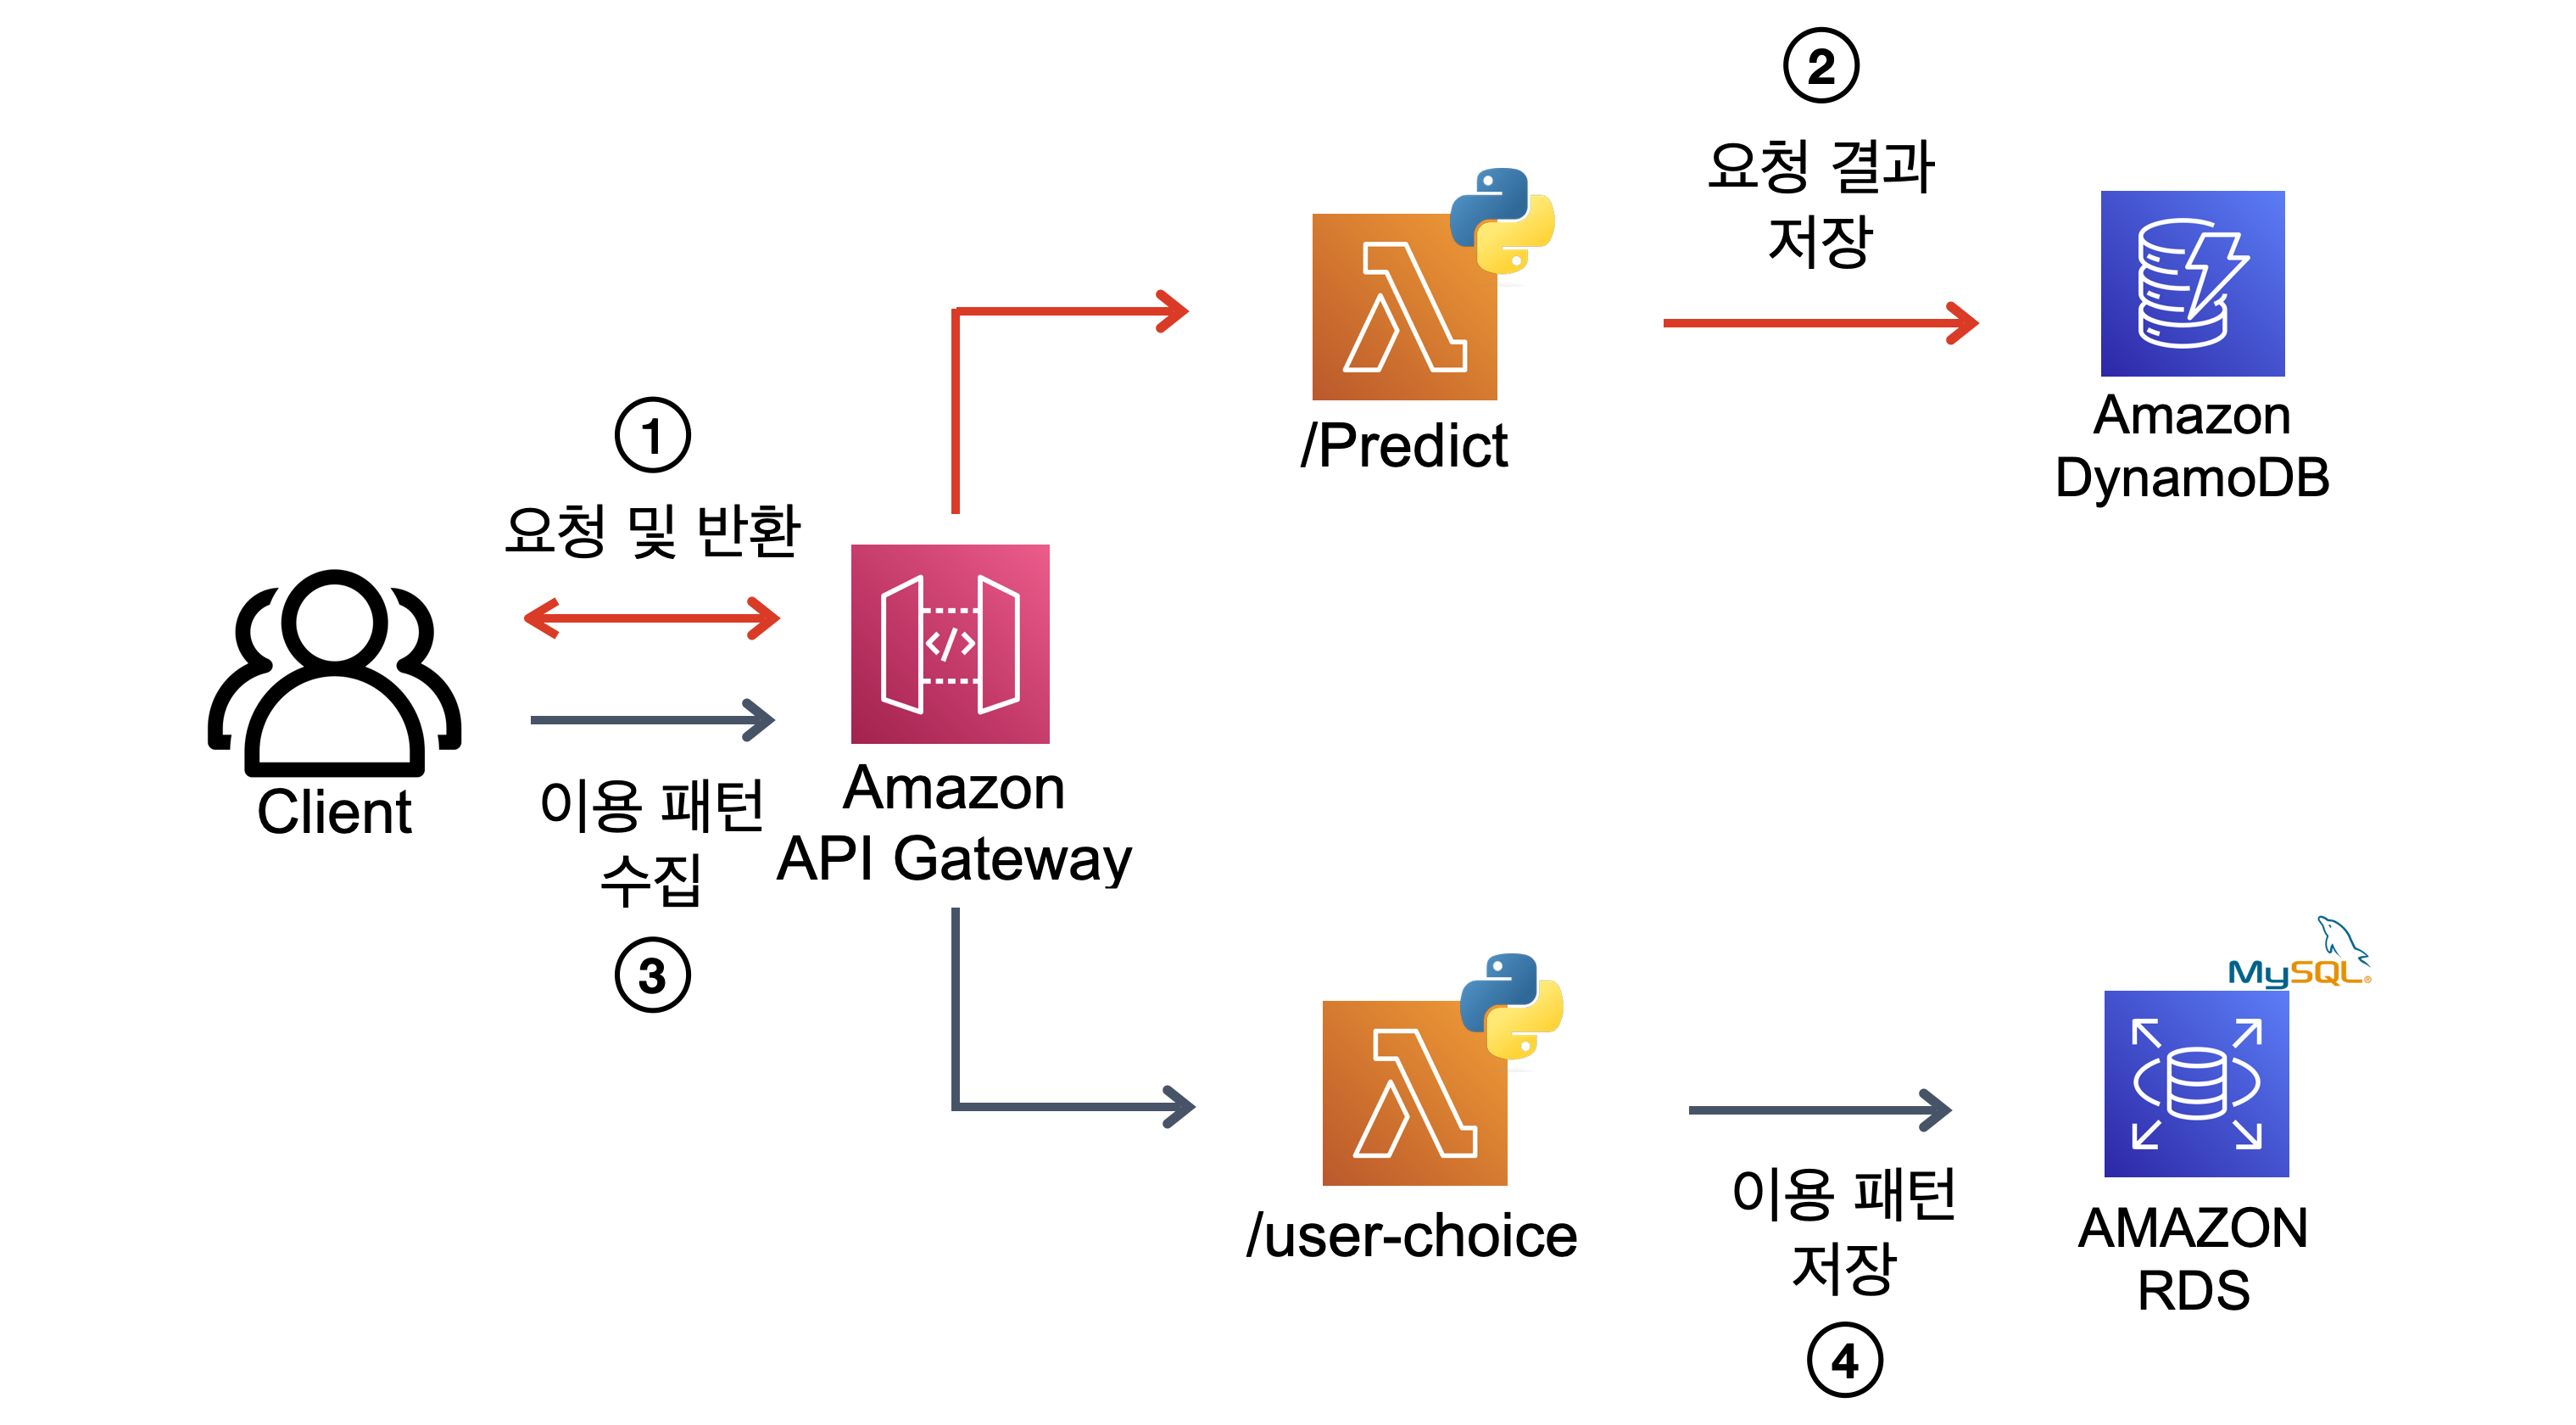 ①
요청 및 반환
Client
이용 패턴
수집
③
Amazon
API Gateway
/Predict
②
요청 결과
저장
Amazon
DynamoDB
/user-choice
이용 패턴
저장
④
MySQL®
AMAZON
RDS